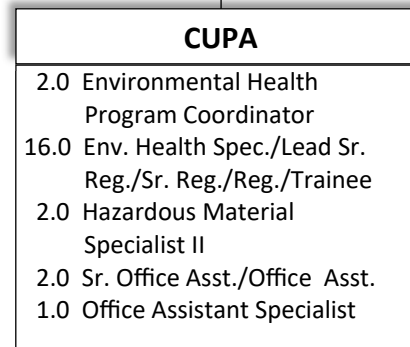 CUPA
2.0 Environmental Health
Program Coordinator
16.0 Env. Health Spec./Lead Sr.
Reg./Sr. Reg./Reg./Trainee
2.0 Hazardous Material
Specialist II
2.0 Sr. Office Asst./Office Asst.
1.0 Office Assistant Specialist